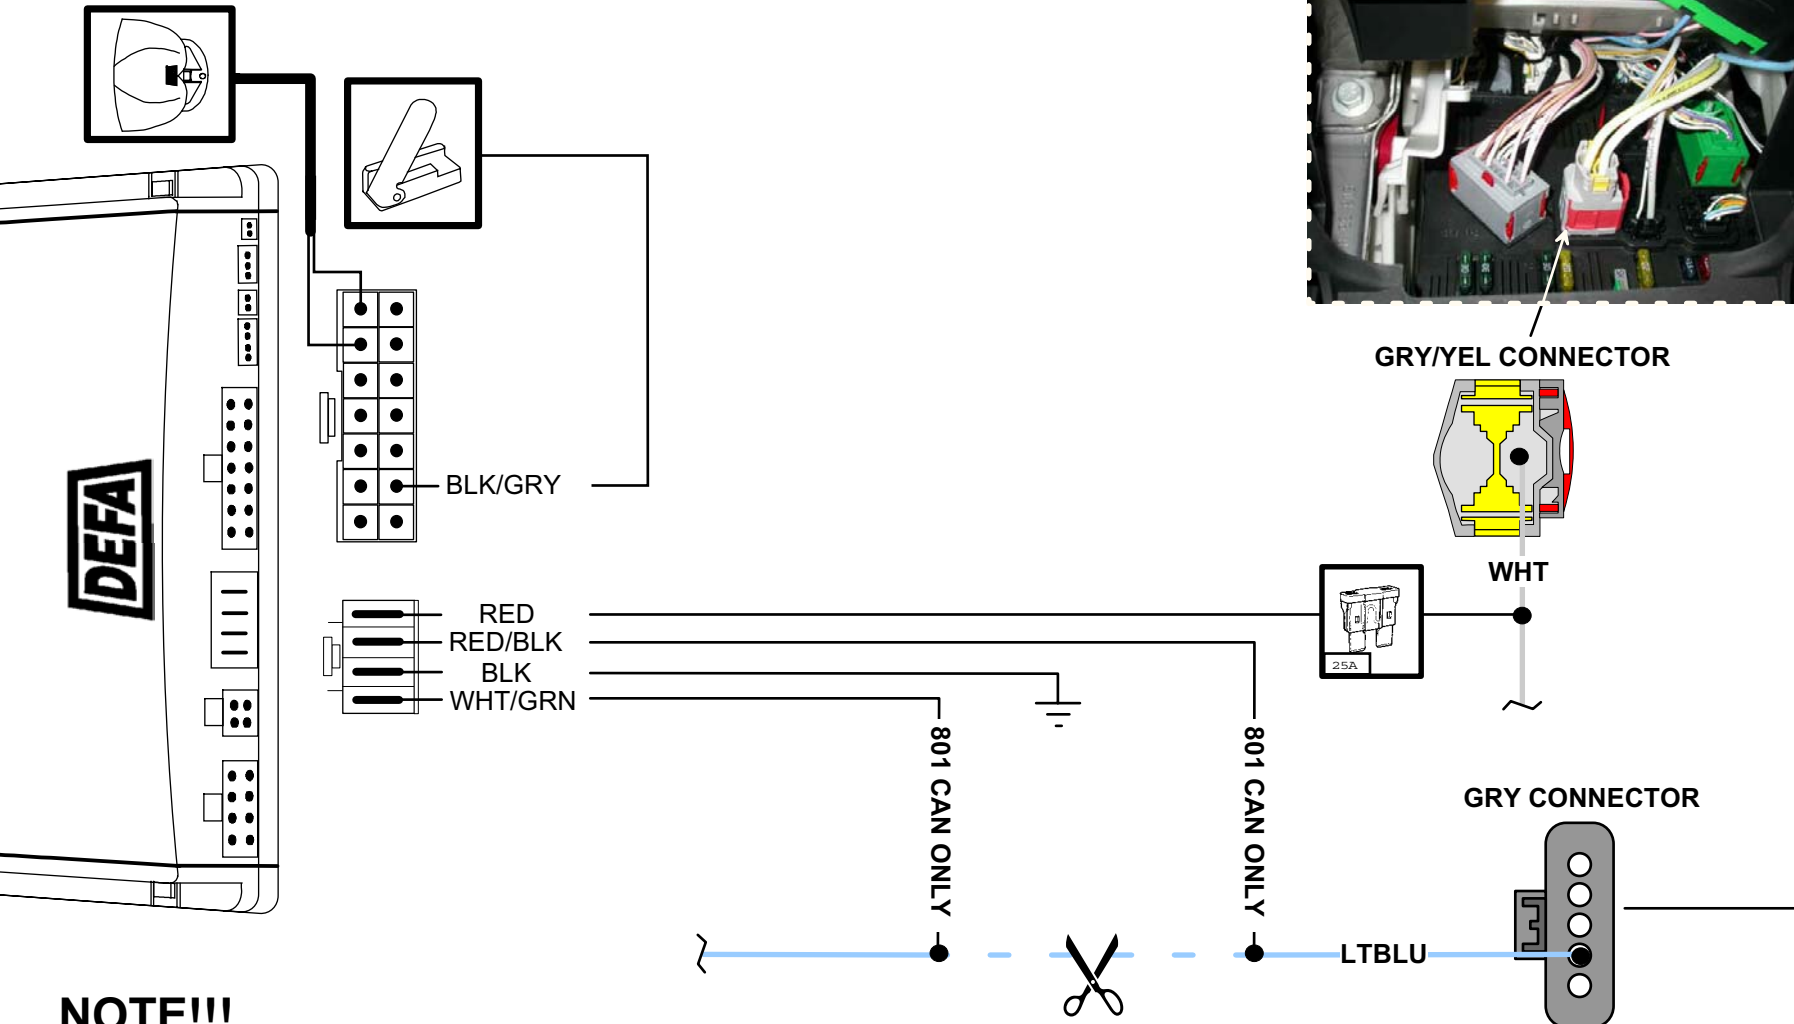 GRY/YEL CONNECTOR
BLK/GRY
DEFA
WHT
RED
RED/BLK
BLK
WHT/GRN
25A
801 CAN ONLY
801 CAN ONLY
GRY CONNECTOR
LTBLU
NOTE!!!